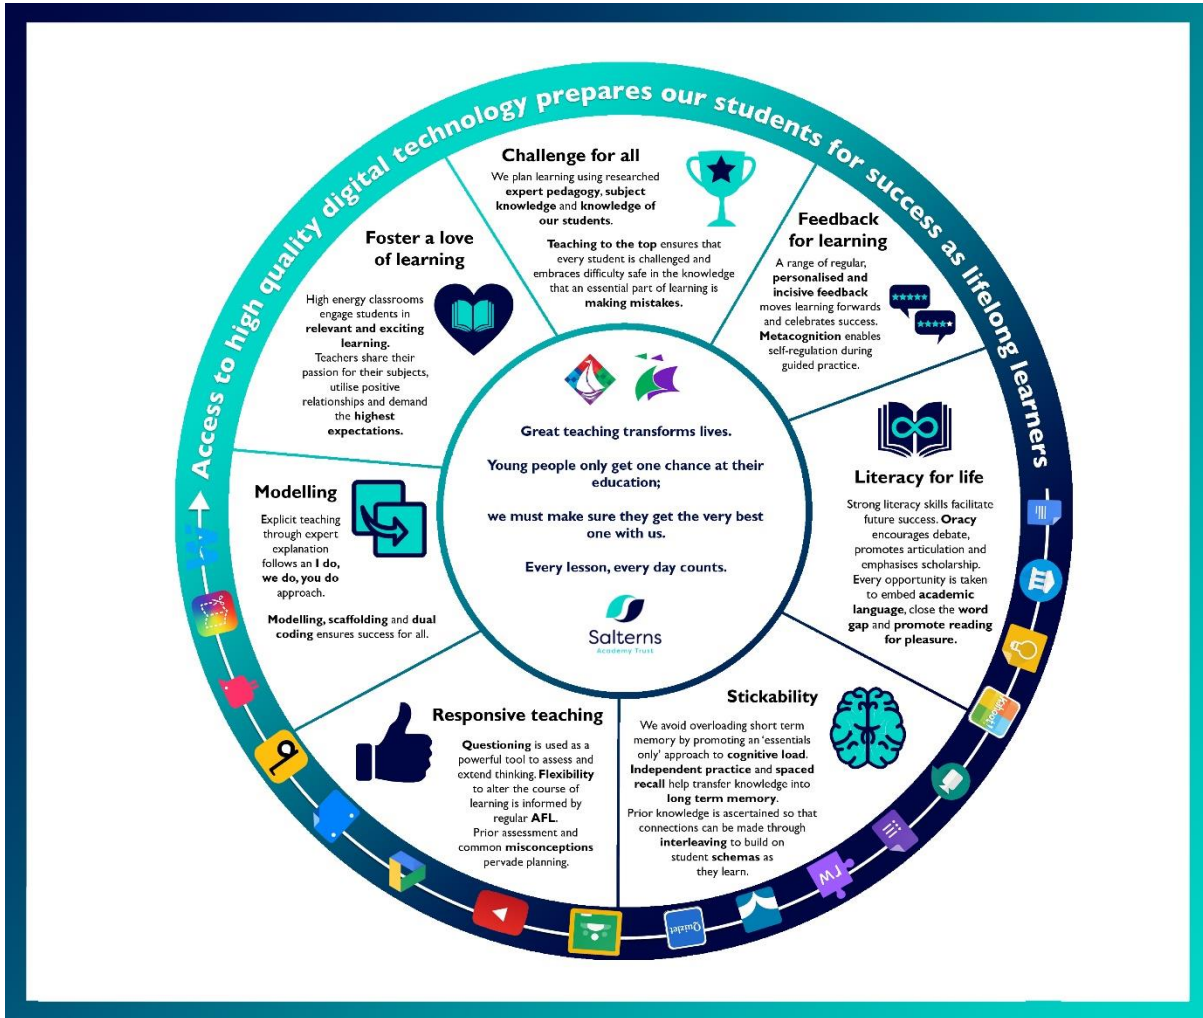 Access to high quality digital technology prepares our students for success as lifelong learners
Challenge for all
We plan learning using researched
expert pedagogy, subject
knowledge and knowledge of
our students.
Teaching to the top ensures that
every student is challenged and
embraces difficulty safe in the knowledge
that an essential part of learning is
making mistakes.
Feedback
for learning
A range of regular,
personalised and
incisive feedback
moves learning forwards
and celebrates success.
Metacognition enables
self-regulation during
guided practice.
Literacy for life
Strong literacy skills facilitate
future success. Oracy
encourages debate,
promotes articulation and
emphasises scholarship.
Every opportunity is taken
to embed academic
language, close the word
gap and promote reading
for pleasure.
Stickability
We avoid overloading short term
memory by promoting an 'essentials
only' approach to cognitive load.
Independent practice and spaced
recall help transfer knowledge into
long term memory.
Prior knowledge is ascertained so that
connections can be made through
interleaving to build on
student schemas as
they learn.
Responsive teaching
Questioning is used as a
powerful tool to assess and
extend thinking. Flexibility
to alter the course of
learning is informed by
regular AFL.
Prior assessment and
common misconceptions
pervade planning.
Modelling
Explicit teaching
through expert
explanation
follows an I do,
we do, you do
approach.
Modelling, scaffolding and dual
coding ensures success for all.
Foster a love
of learning
High energy classrooms
engage students in
relevant and exciting
learning.
Teachers share their
passion for their subjects,
utilise positive
relationships and demand
the highest
expectations.
Great teaching transforms lives.
Young people only get one chance at their
education;
we must make sure they get the very best
one with us.
Every lesson, every day counts.
Salterns
Academy Trust
Kahoot!
rw
Quizlet